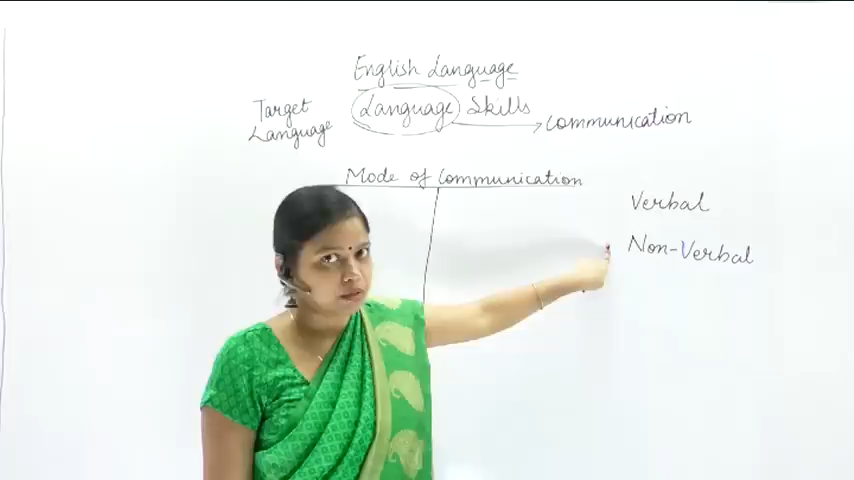 English Language
Target
Language
Language Skills
Communication
Mode of Communication
Verbal
Non-Verbal